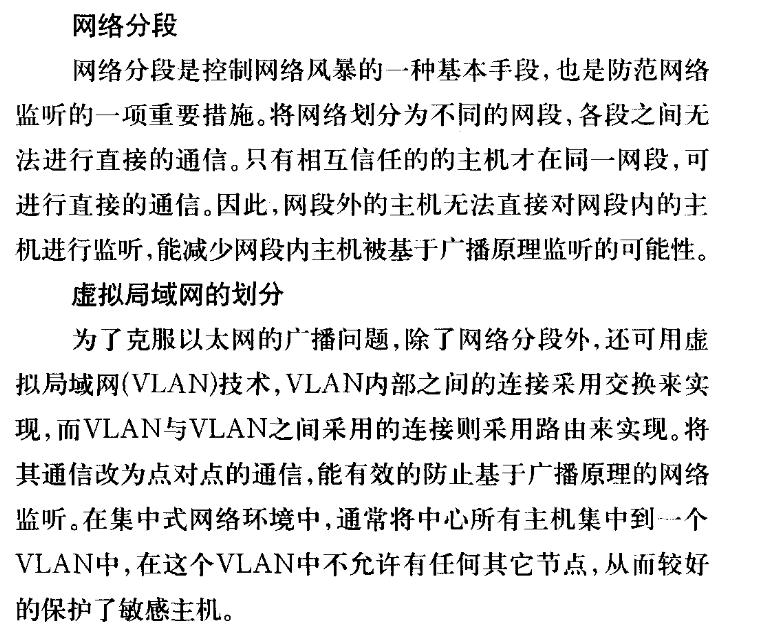 网络分段
网络分段是控制网络风暴的一种基本手段,也是防范网络
监听的一项重要措施。将网络划分为不同的网段,各段之间无
法进行直接的通信。只有相互信任的的主机才在同一网段,可
进行直接的通信。因此,网段外的主机无法直接对网段内的主
机进行监听,能减少网段内主机被基于广播原理监听的可能性。
虚拟局域网的划分
为了克服以太网的广播问题,除了网络分段外,还可用虚
拟局域网(VLAN)技术,VLAN内部之间的连接采用交换来实
现,而VLAN与VLAN之间采用的连接则采用路由来实现。将
其通信改为点对点的通信,能有效的防止基于广播原理的网络
监听。在集中式网络环境中,通常将中心所有主机集中到一个
VLAN中,在这个VLAN中不允许有任何其它节点,从而较好
的保护了敏感主机。